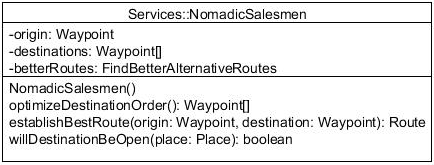 Services::NomadicSalesmen
-origin: Waypoint
-destinations: Waypoint[]
-betterRoutes: FindBetterAlternativeRoutes
NomadicSalesmen()
optimizeDestinationOrder(): Waypoint[]
establishBestRoute(origin: Waypoint, destination: Waypoint): Route
willDestinationBeOpen(place: Place): boolean